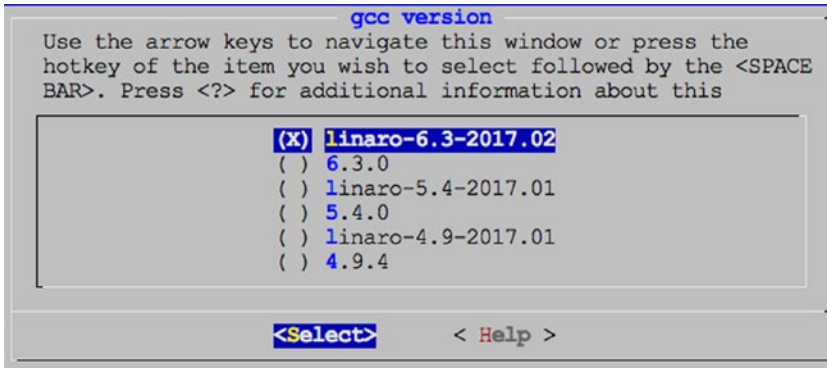 gcc version
Use the arrow keys to navigate this window or press the
hotkey of the item you wish to select followed by the <SPACE
BAR>. Press <?> for additional information about this
(X) linaro-6.3-2017.02
( ) 6.3.0
( ) linaro-5.4-2017.01
( ) 5.4.0
( ) linaro-4.9-2017.01
( ) 4.9.4
<Select> < Help >